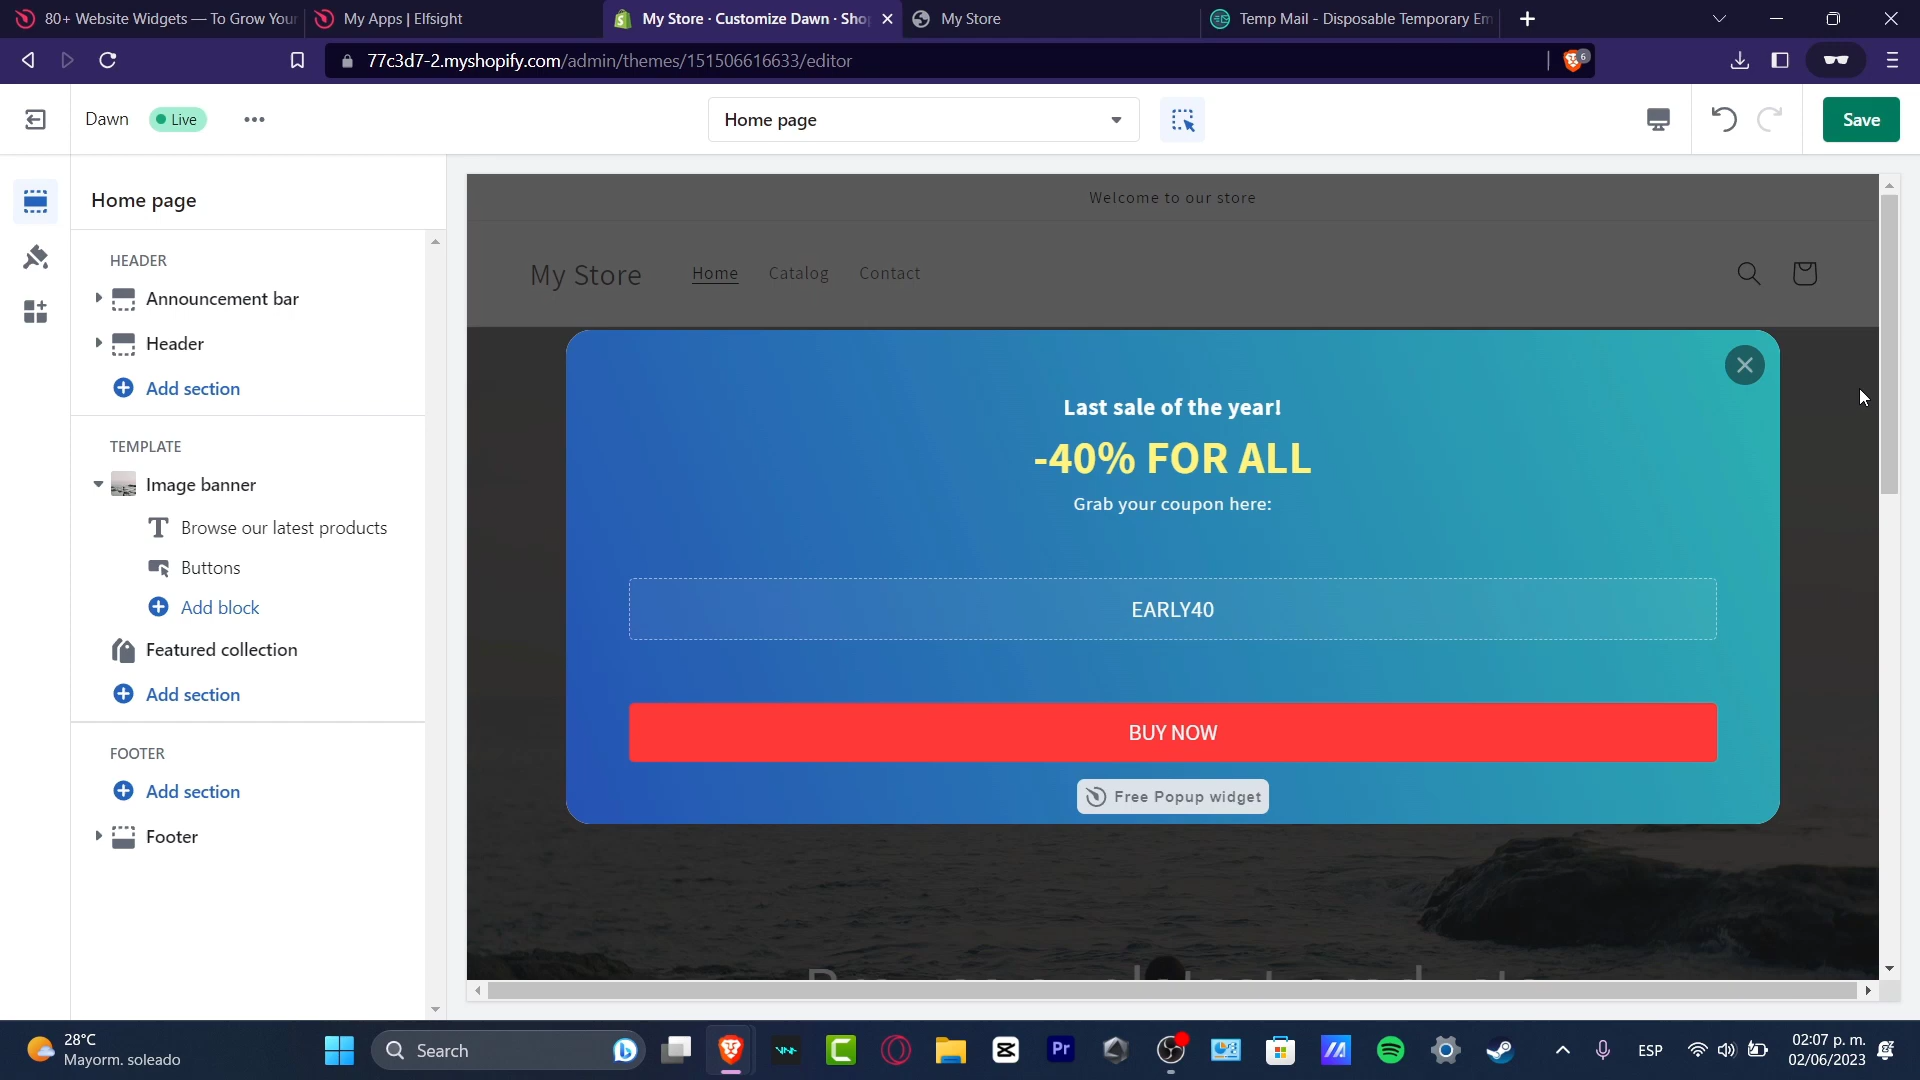 80+ Website Widgets — To Grow Your
My Apps | Elfsight
My Store · Customize Dawn · Sho
My Store
Temp Mail - Disposable Temporary Em
77c3d7-2.myshopify.com/admin/themes/151506616633/editor
6
Dawn
Live
Home page
Save
Home page
HEADER
Announcement bar
Header
Add section
TEMPLATE
Image banner
Browse our latest products
Buttons
Add block
Featured collection
Add section
FOOTER
Add section
Footer
Welcome to our store
My Store
Home
Catalog
Contact
Last sale of the year!
-40% FOR ALL
Grab your coupon here:
EARLY40
BUY NOW
Free Popup widget
28°C
Mayorm. soleado
Search
Pr
ESP
02:07 p. m.
02/06/2023